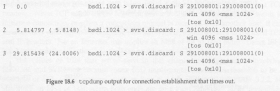 1 0.0 bsdi.1024 > svr4.discard: S 291008001:291008001(0)
win 4096 <mss 1024>
[tos 0x10]
2 5.814797 ( 5.8148) bsdi.1024 > svr4.discard: S 291008001:291008001(0)
win 4096 <mss 1024>
[tos 0x10]
3 29.815436 (24.0006) bsdi.1024 > svr4.discard: S 291008001:291008001(0)
win 4096 <mss 1024>
[tos 0x10]
Figure 18.6 tcpdump output for connection establishment that times out.